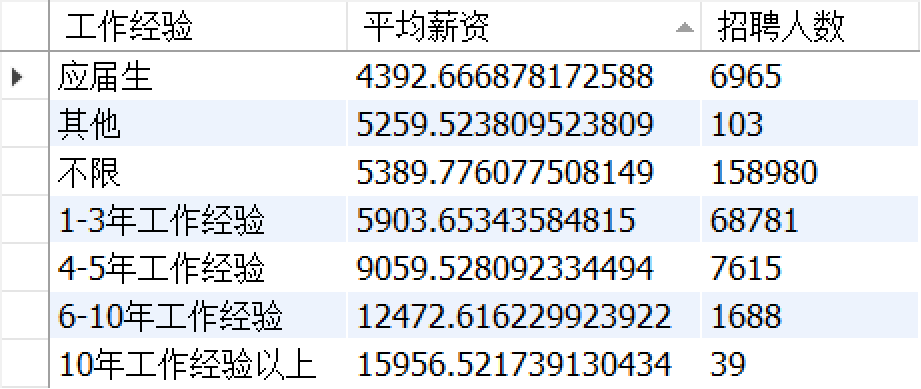 工作经验 平均薪资 招聘人数
应届生 4392.666878172588 6965
其他 5259.523809523809 103
不限 5389.776077508149 158980
1-3年工作经验 5903.65343584815 68781
4-5年工作经验 9059.528092334494 7615
6-10年工作经验 12472.616229923922 1688
10年工作经验以上 15956.521739130434 39